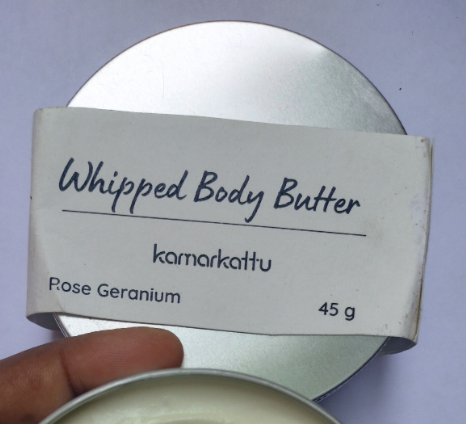 Whipped Body Butter
kamarkattu
Rose Geranium
45 g